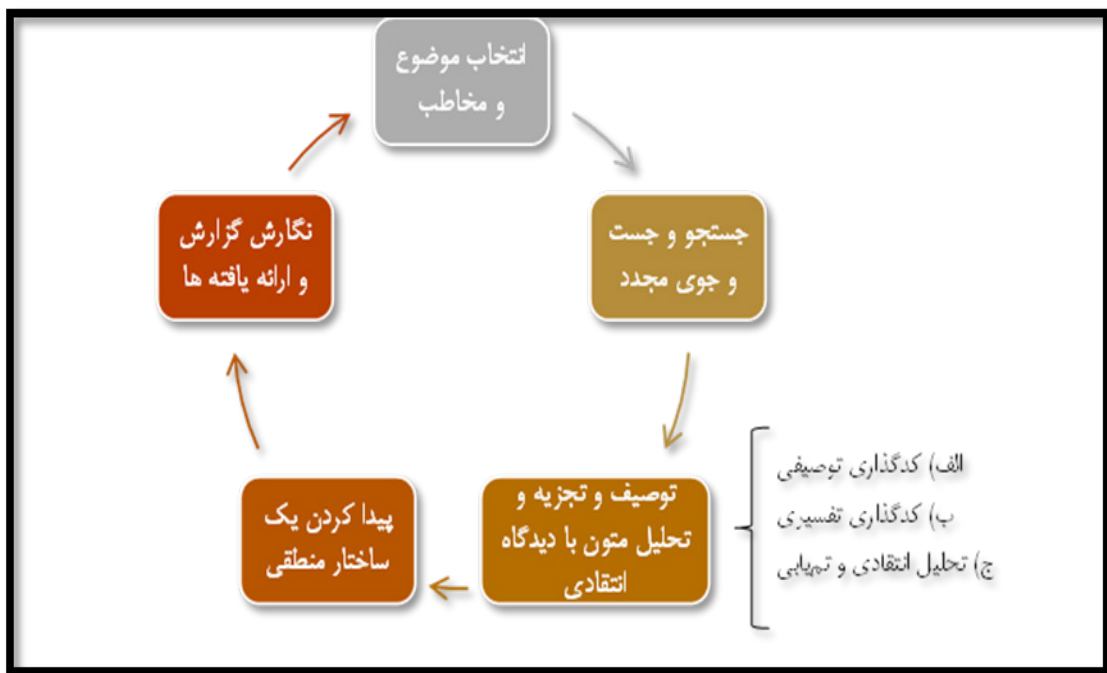 انتخاب موضوع
و مخاطب
جستجو و جست
و جوی مجدد
توصیف و تجزیه و
تحلیل متون با دیدگاه
انتقادی
الف) کدگذاری توصیفی
ب) کدگذاری تفسیری
ج) تحلیل انتقادی و تمیابی
پیدا کردن یک
ساختار منطقی
نگارش گزارش
و ارائه یافته ها